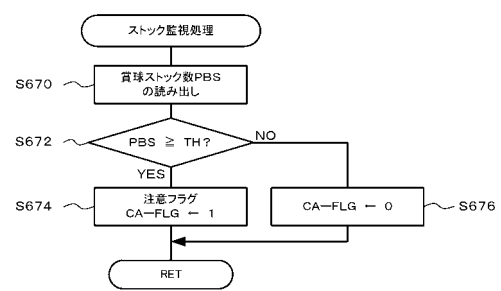 ストック監視処理
S670
賞球ストック数PBS
の読み出し
S672
PBS ≧ TH?
NO
YES
S674
注意フラグ
CA－FLG ← 1
CA－FLG ← 0
S676
RET